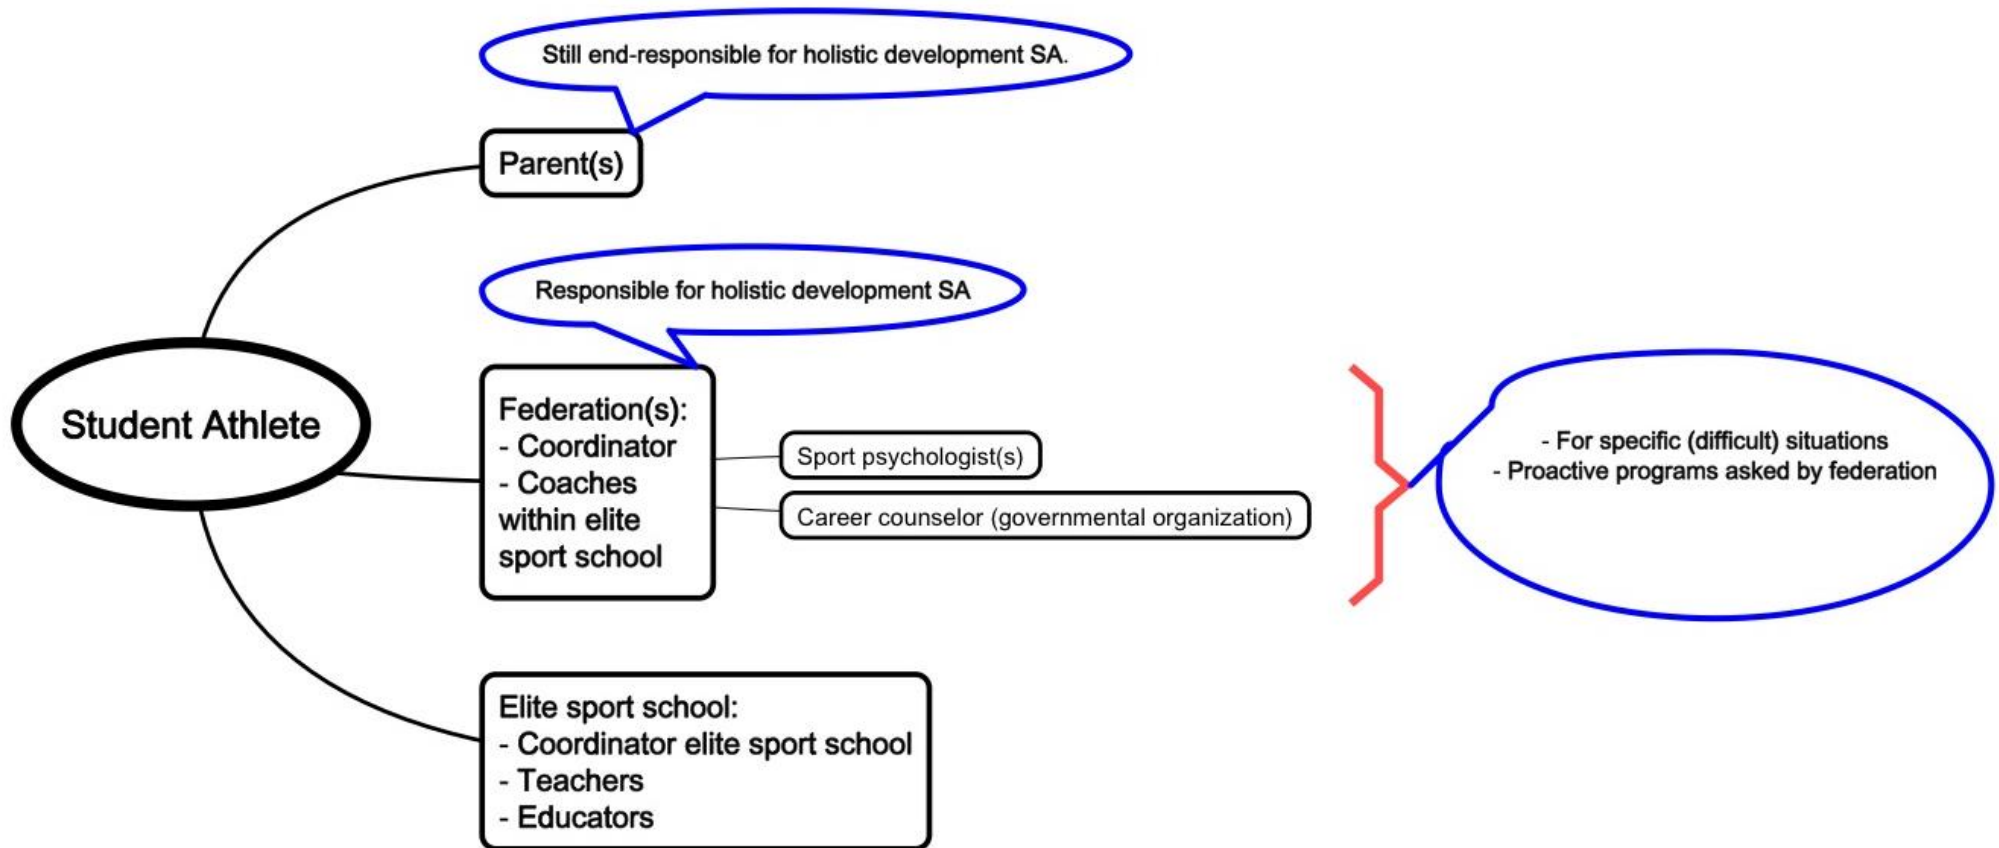 Still end-responsible for holistic development SA.
Parent(s)
Responsible for holistic development SA
Student Athlete
Federation(s):
- Coordinator
- Coaches
within elite
sport school
Sport psychologist(s)
Career counselor (governmental organization)
- For specific (difficult) situations
- Proactive programs asked by federation
Elite sport school:
- Coordinator elite sport school
- Teachers
- Educators